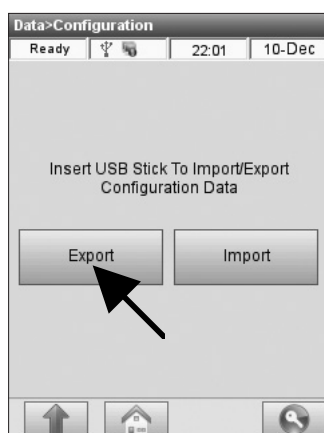 Data>Configuration
Ready 22:01 10-Dec
Insert USB Stick To Import/Export
Configuration Data
Export Import